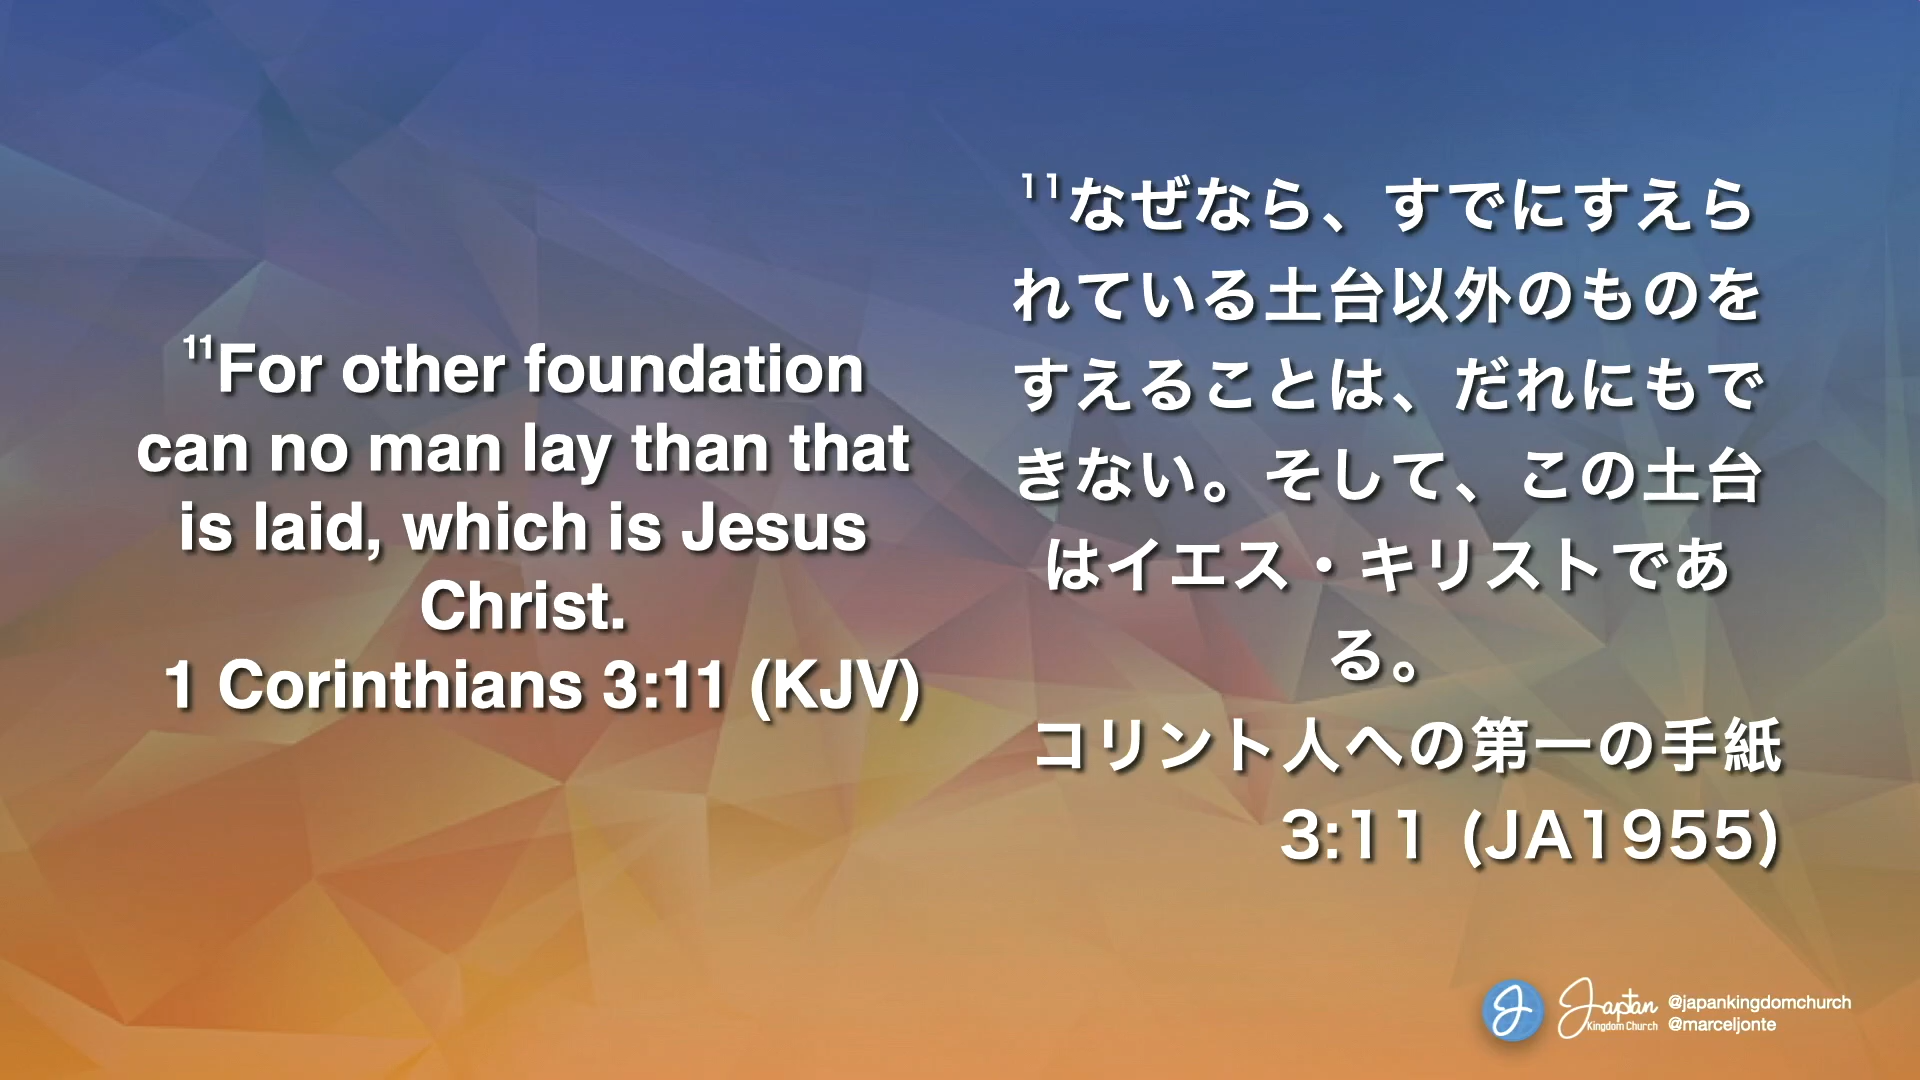 ¹¹For other foundation
can no man lay than that
is laid, which is Jesus
Christ.
1 Corinthians 3:11 (KJV)
¹¹なぜなら、すでにすえら
れている土台以外のものを
すえることは、だれにもで
きない。そして、この土台
はイエス・キリストであ
る。
コリント人への第一の手紙
3:11 (JA1955)
J
Japan
Kingdom Church
@japankingdomchurch
@marceljonte